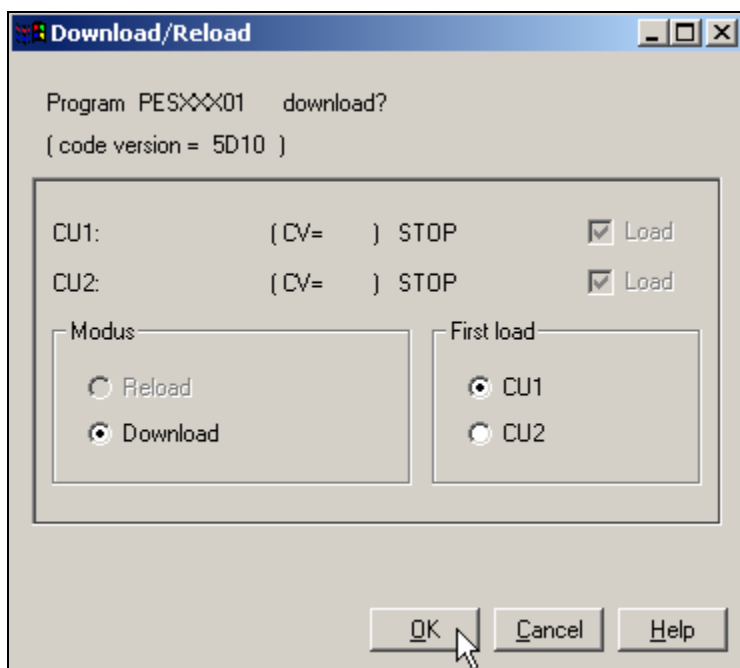 Download/Reload
Program PESXXX01 download?
( code version = 5D10 )
CU1: ( CV= ) STOP Load
CU2: ( CV= ) STOP Load
Modus
Reload
Download
First load
CU1
CU2
OK Cancel Help